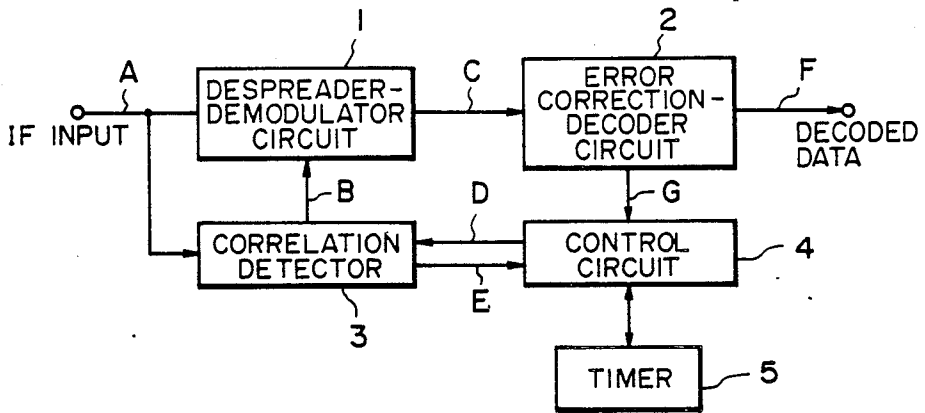 1
2
A
DESPREADER-
DEMODULATOR
CIRCUIT
C
ERROR
CORRECTION-
DECODER
CIRCUIT
F
IF INPUT
DECODED
DATA
B
D
G
CORRELATION
DETECTOR
CONTROL
CIRCUIT
4
E
3
TIMER
5